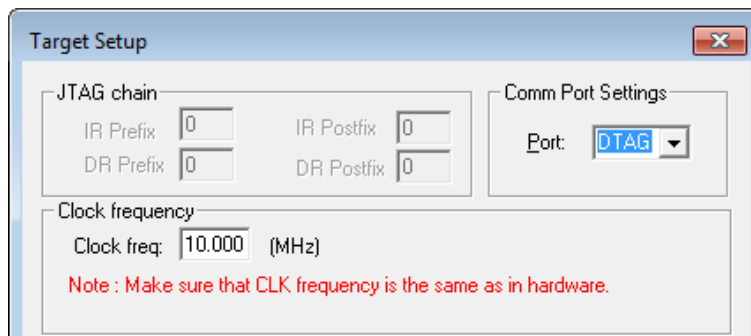 Target Setup
JTAG chain
IR Prefix 0 IR Postfix 0
DR Prefix 0 DR Postfix 0
Comm Port Settings
Port: DTAG
Clock frequency
Clock freq: 10.000 (MHz)
Note : Make sure that CLK frequency is the same as in hardware.